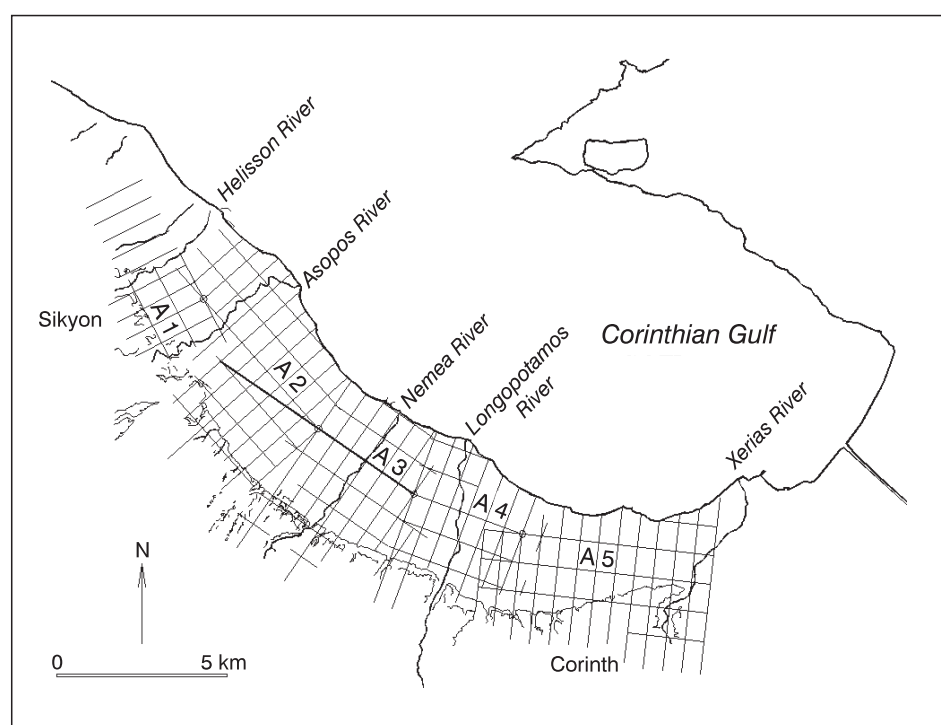 Helisson River
Asopos River
Sikyon
A 1
A 2
Nemea River
Longopotamos
River
Corinthian Gulf
Xerias River
A 3
A 4
A 5
N
0 5 km
Corinth